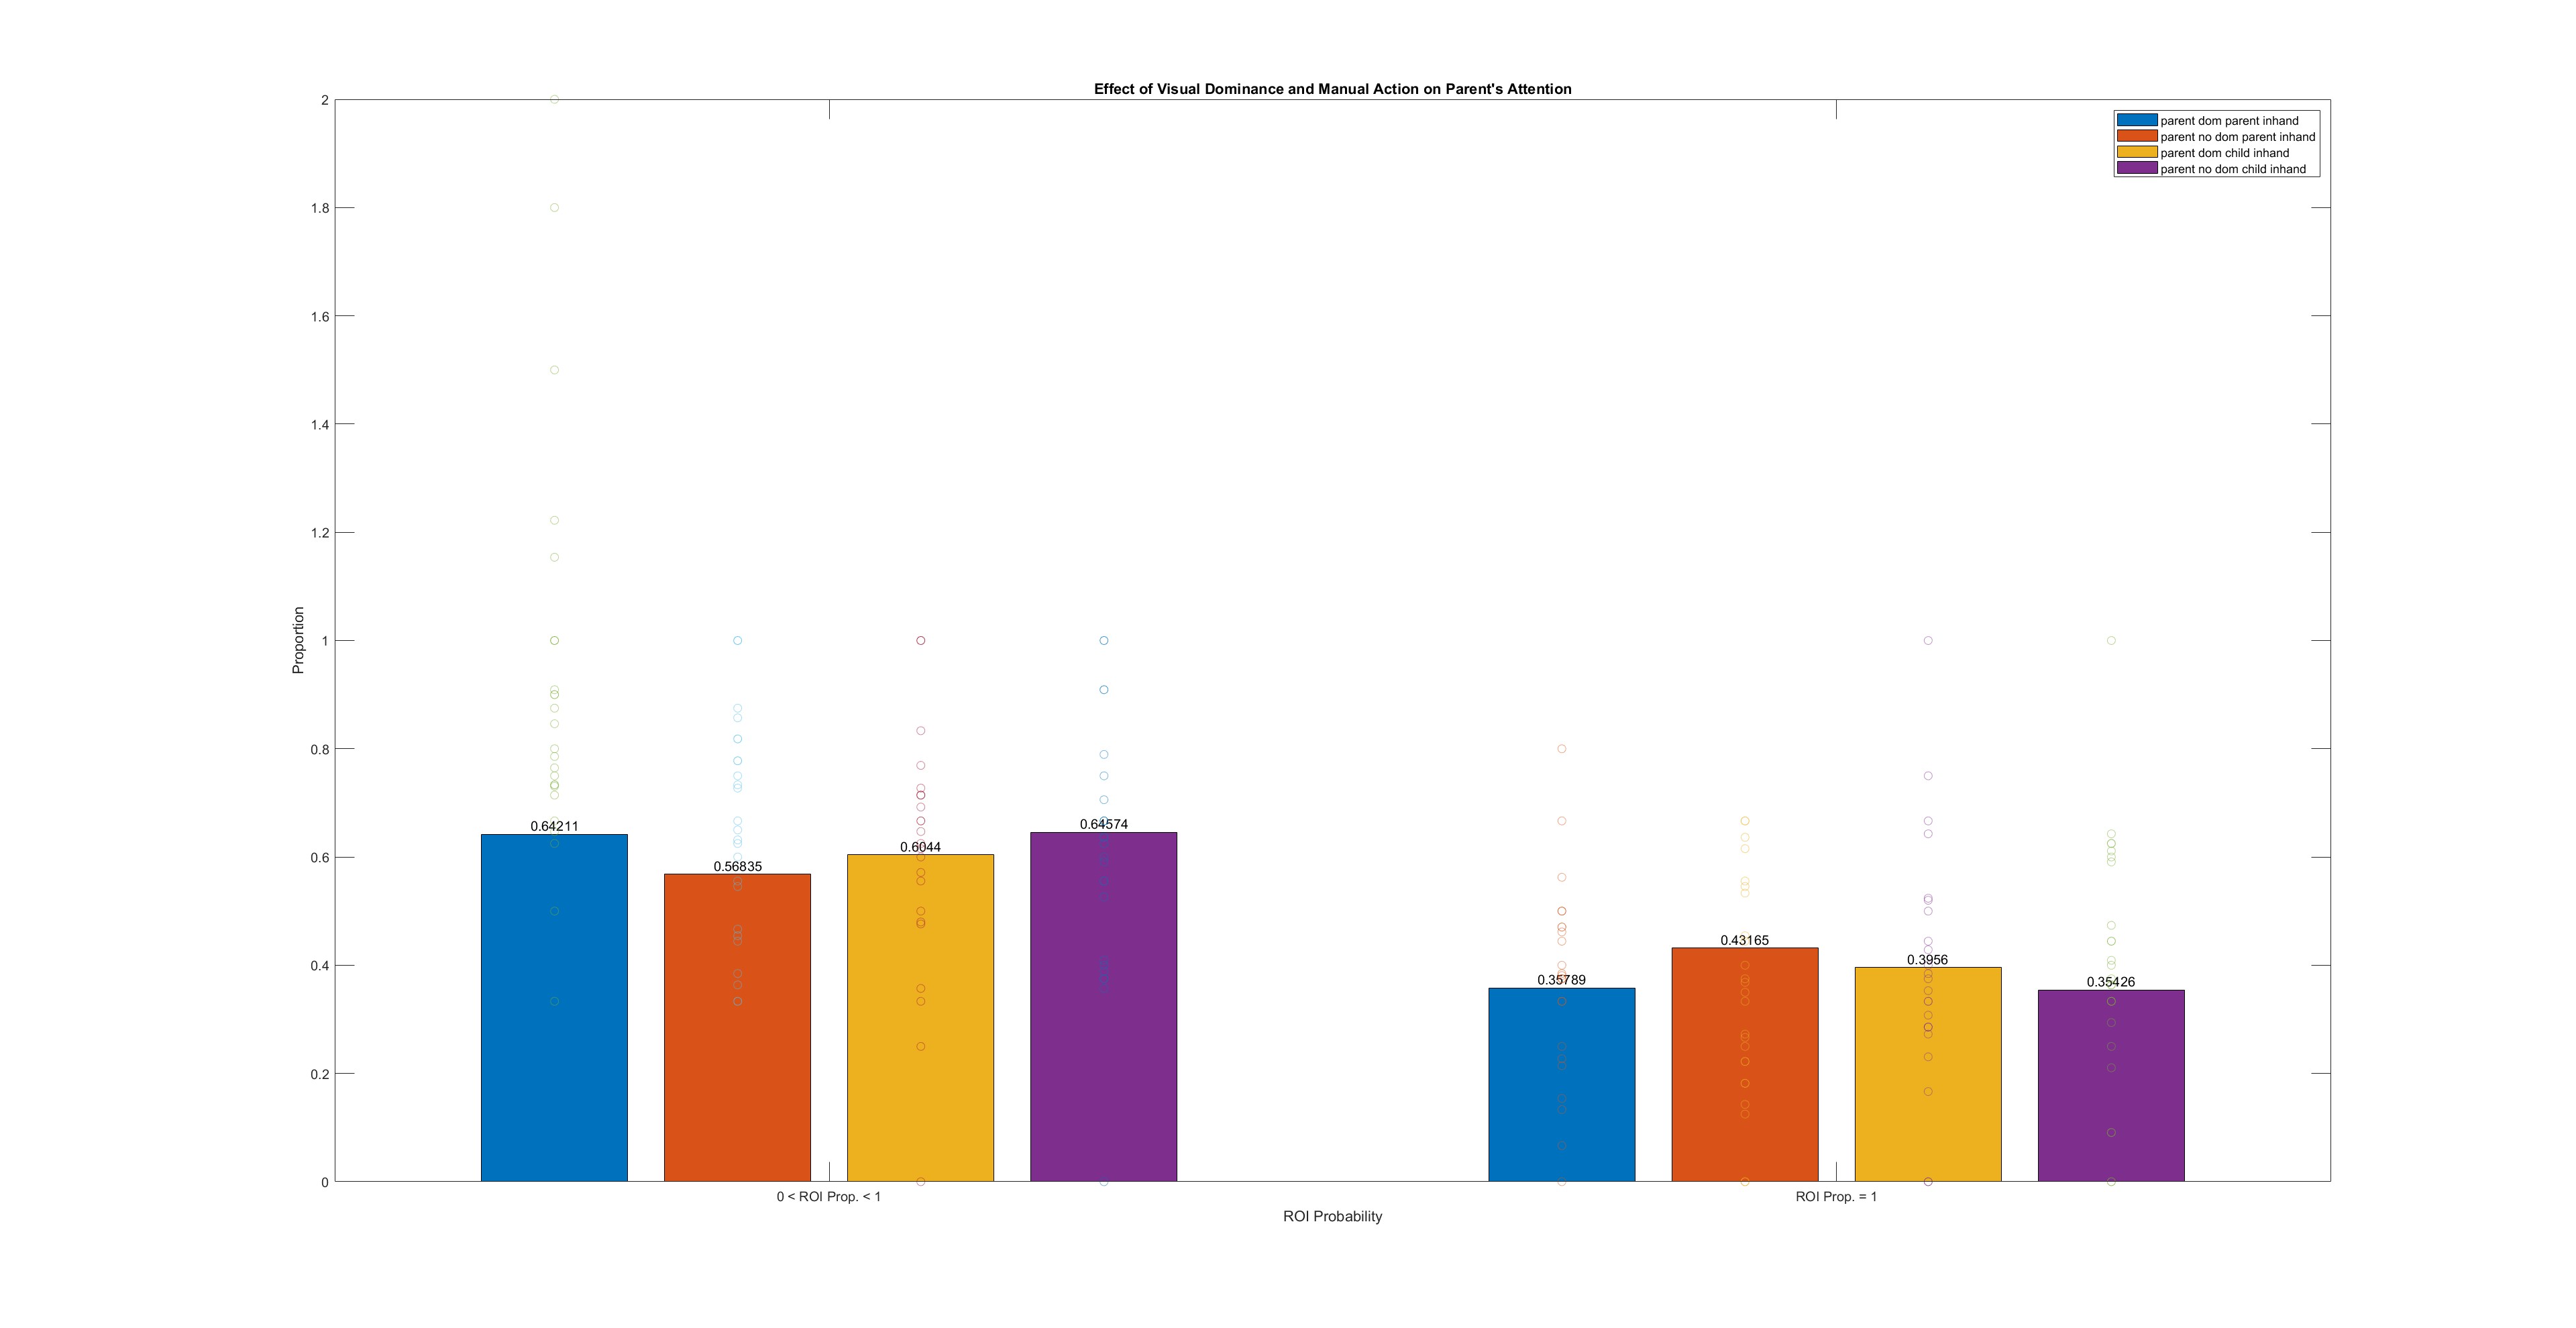 Effect of Visual Dominance and Manual Action on Parent's Attention
parent dom parent inhand
parent no dom parent inhand
parent dom child inhand
parent no dom child inhand
2
1.8
1.6
1.4
1.2
1
0.8
0.6
0.4
0.2
0
Proportion
0.64211
0.56835
0.6044
0.64574
0.35789
0.43165
0.3956
0.35426
0 < ROI Prop. < 1
ROI Prop. = 1
ROI Probability